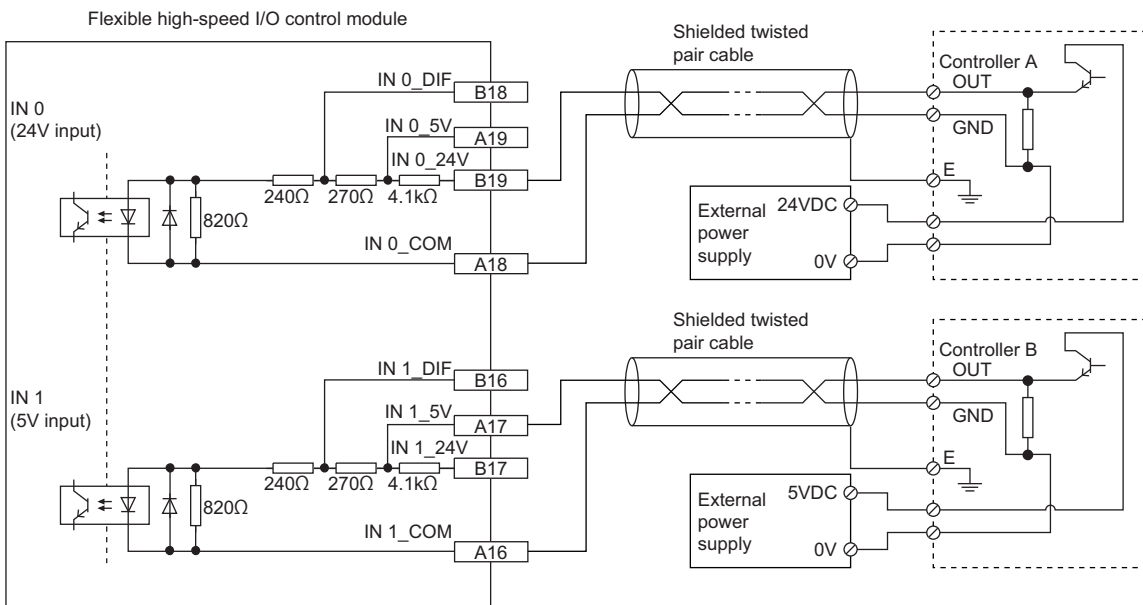 Flexible high-speed I/O control module
Shielded twisted
pair cable
IN 0_DIF
B18
Controller A
OUT
IN 0
(24V input)
IN 0_5V
A19
GND
IN 0_24V
B19
E
240Ω
270Ω
4.1kΩ
External
power
supply
24VDC
820Ω
IN 0_COM
A18
0V
Shielded twisted
pair cable
IN 1_DIF
B16
Controller B
OUT
IN 1
(5V input)
IN 1_5V
A17
GND
IN 1_24V
B17
E
240Ω
270Ω
4.1kΩ
External
power
supply
5VDC
820Ω
IN 1_COM
A16
0V